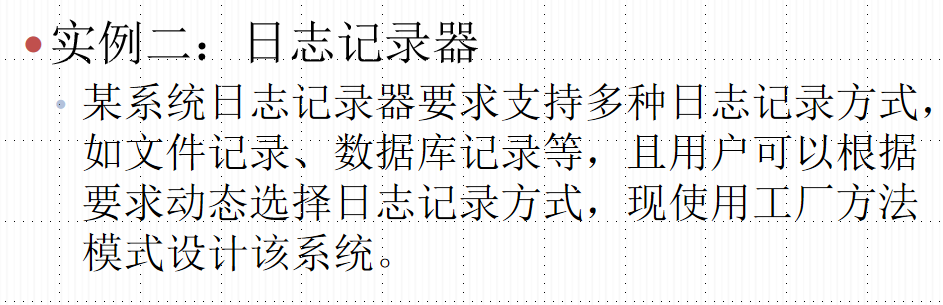 实例二：日志记录器
某系统日志记录器要求支持多种日志记录方式，
如文件记录、数据库记录等，且用户可以根据
要求动态选择日志记录方式，现使用工厂方法
模式设计该系统。